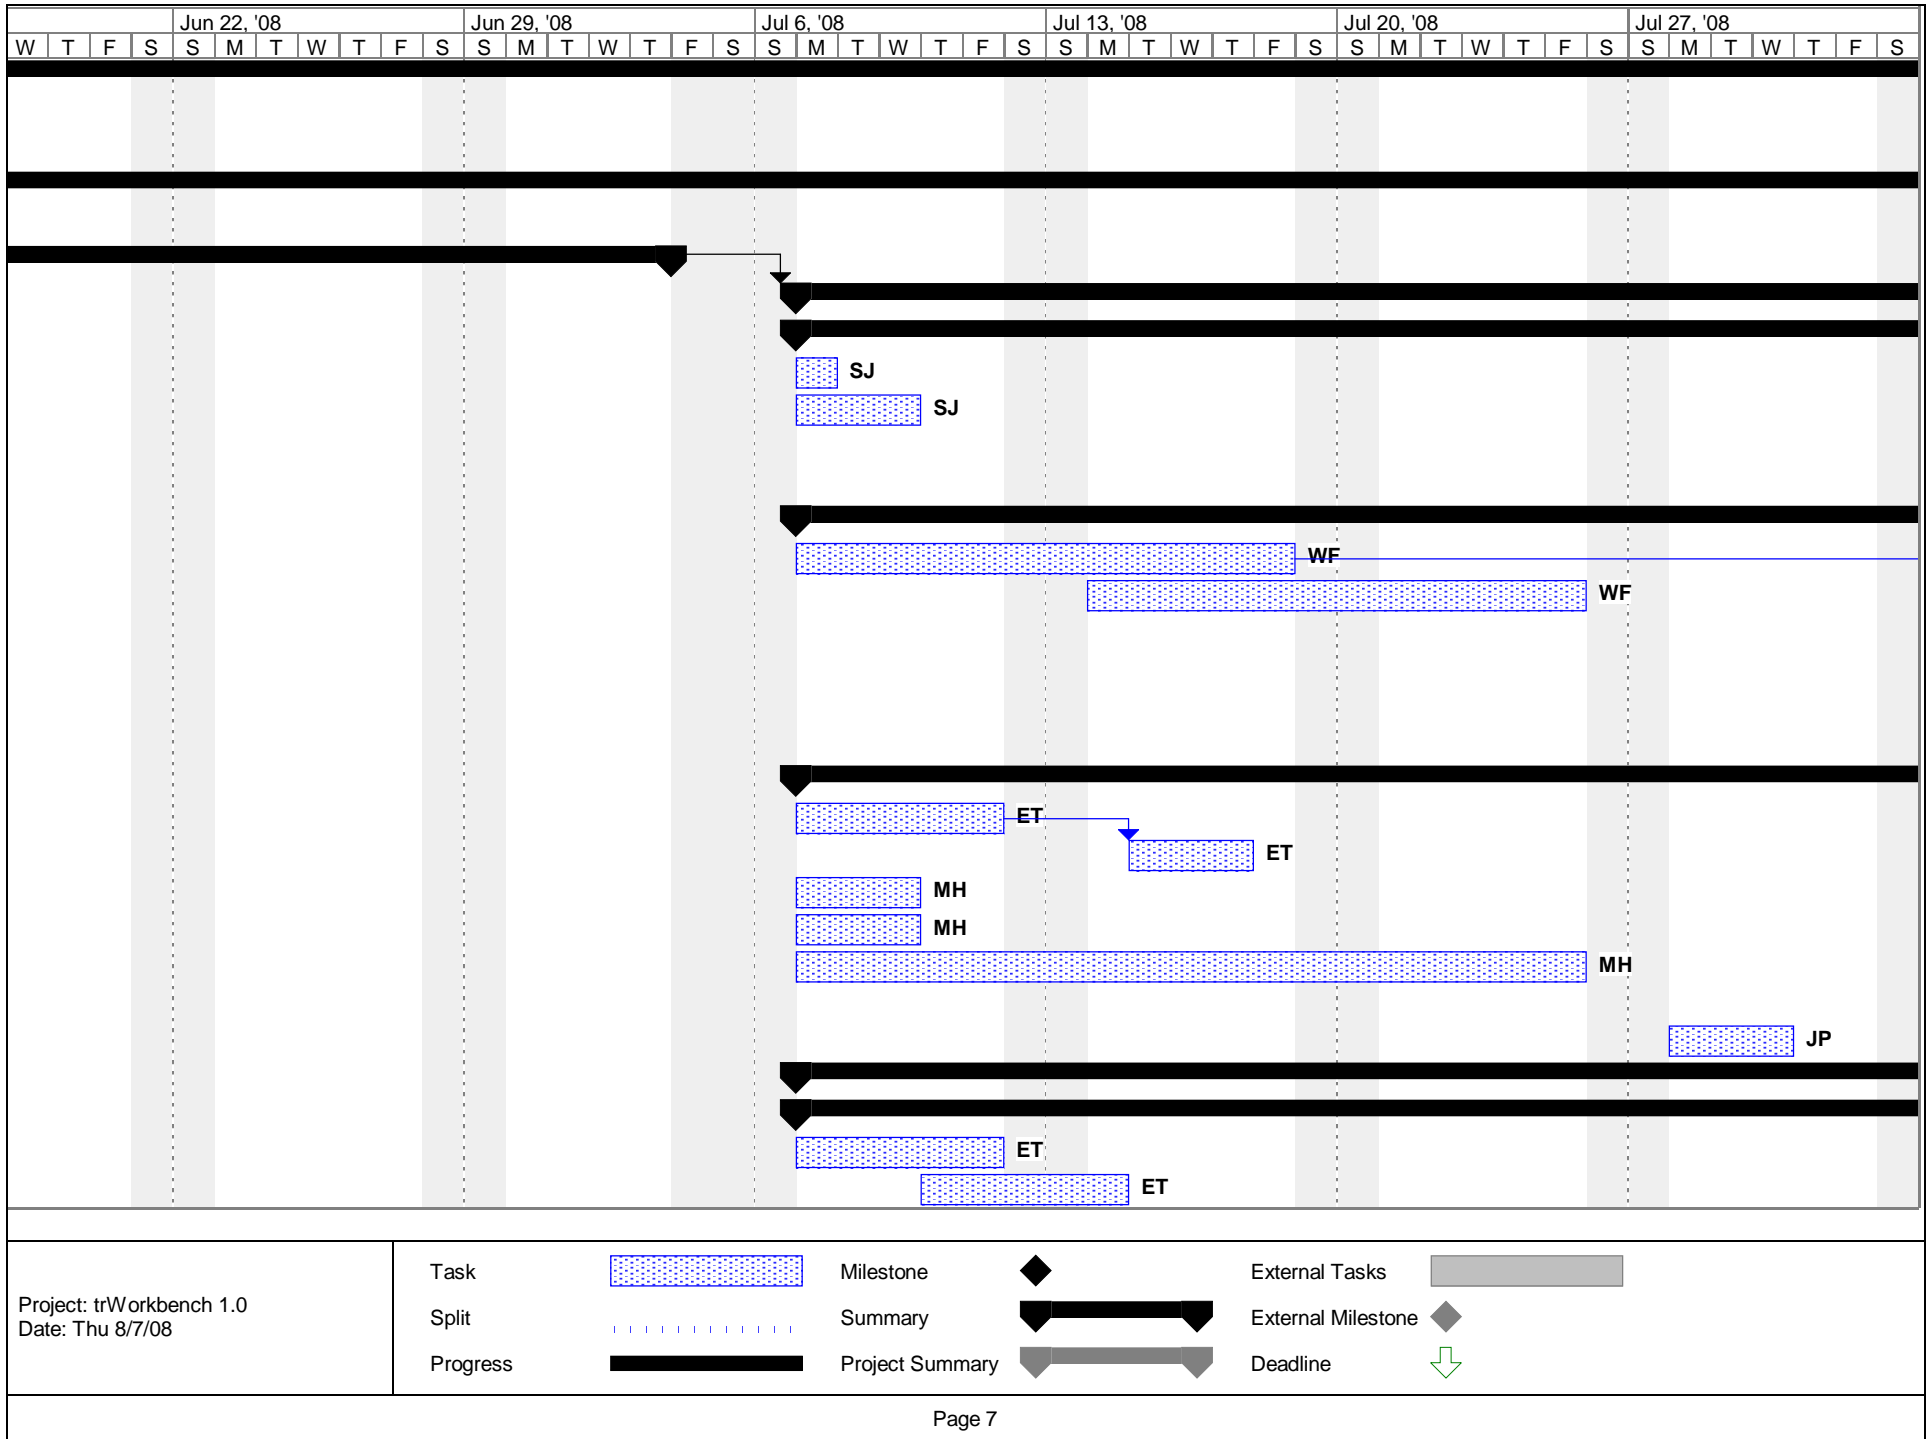 Jun 22, '08 Jun 29, '08 Jul 6, '08 Jul 13, '08 Jul 20, '08 Jul 27, '08
W T F S S M T W T F S S M T W T F S S M T W T F S S M T W T F S S M T W T F S S M T W T F S
SJ
SJ
WF
WF
ET
ET
MH
MH
MH
JP
ET
ET
Task Milestone External Tasks
Project: trWorkbench 1.0
Date: Thu 8/7/08
Split Summary External Milestone
Progress Project Summary Deadline
Page 7